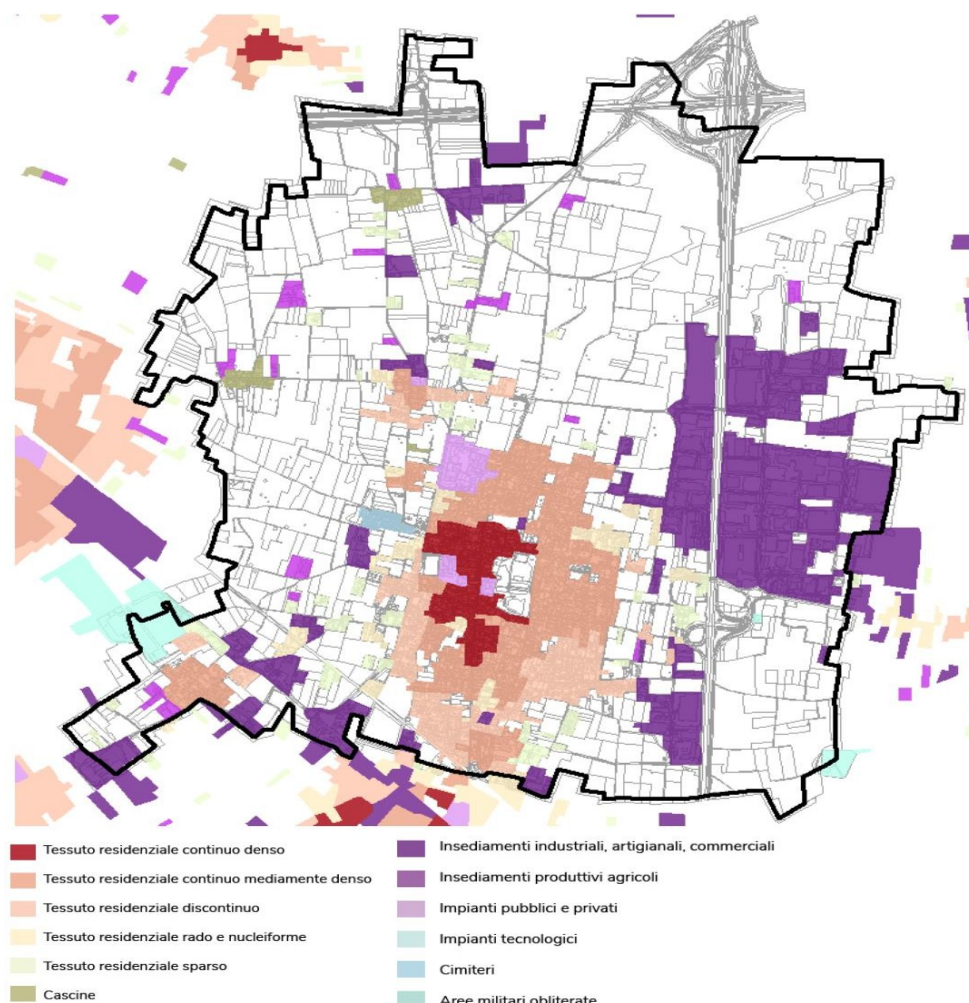 Tessuto residenziale continuo denso
Tessuto residenziale continuo mediamente denso
Tessuto residenziale discontinuo
Tessuto residenziale rado e nucleiforme
Tessuto residenziale sparso
Cascine
Insediamenti industriali, artigianali, commerciali
Insediamenti produttivi agricoli
Impianti pubblici e privati
Impianti tecnologici
Cimiteri
Aree militari obliterate